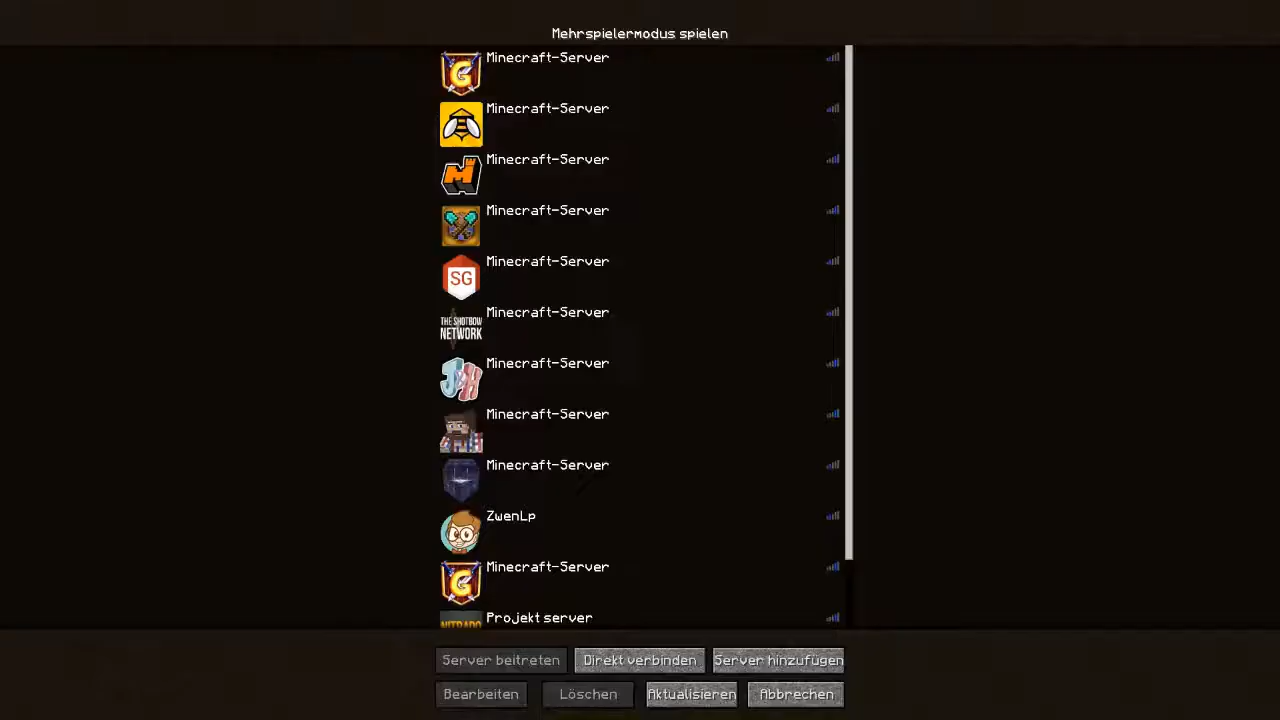 Mehrspielermodus spielen
Minecraft-Server
G
Minecraft-Server
Minecraft-Server
M
Minecraft-Server
Minecraft-Server
SG
Minecraft-Server
THE SHOTBOW
NETWORK
Minecraft-Server
Minecraft-Server
Minecraft-Server
ZwenLp
Minecraft-Server
G
Projekt server
NITRADO
Server beitreten Direkt verbinden Server hinzufügen
Bearbeiten Löschen Aktualisieren Abbrechen